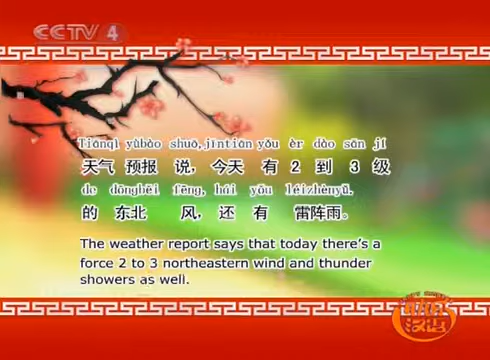 CCTV 4
Tiānqì yùbào shuō, jīntiān yǒu èr dào sān jí
天气 预报 说，今天 有 2 到 3 级
de dōngběi fēng, hái yǒu léizhènyǔ.
的 东北 风，还 有 雷阵雨。
The weather report says that today there's a
force 2 to 3 northeastern wind and thunder
showers as well.
汉语